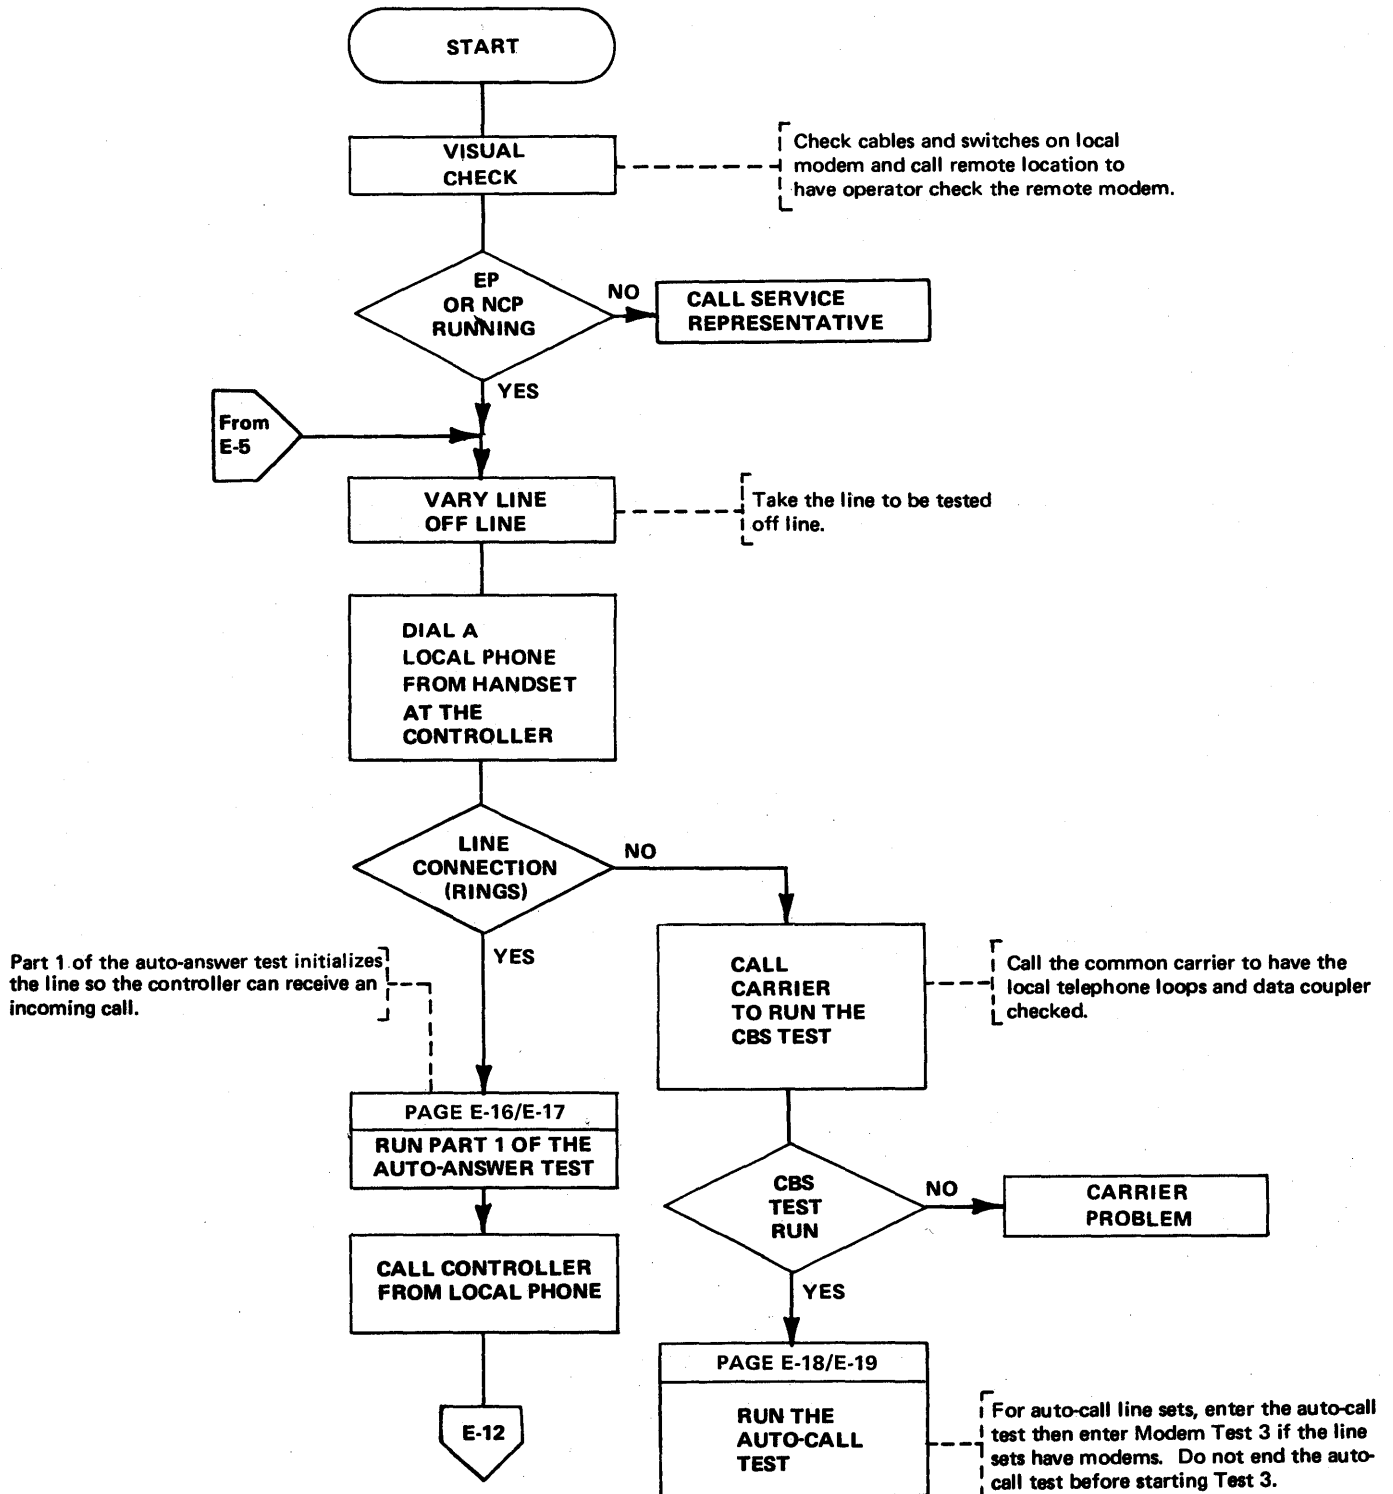 START
VISUAL
CHECK
Check cables and switches on local
modem and call remote location to
have operator check the remote modem.
EP
OR NCP
RUNNING
NO
CALL SERVICE
REPRESENTATIVE
YES
From
E-5
VARY LINE
OFF LINE
Take the line to be tested
off line.
DIAL A
LOCAL PHONE
FROM HANDSET
AT THE
CONTROLLER
LINE
CONNECTION
(RINGS)
NO
YES
Part 1 of the auto-answer test initializes
the line so the controller can receive an
incoming call.
CALL
CARRIER
TO RUN THE
CBS TEST
Call the common carrier to have the
local telephone loops and data coupler
checked.
PAGE E-16/E-17
RUN PART 1 OF THE
AUTO-ANSWER TEST
CBS
TEST
RUN
NO
CARRIER
PROBLEM
CALL CONTROLLER
FROM LOCAL PHONE
YES
E-12
PAGE E-18/E-19
RUN THE
AUTO-CALL
TEST
For auto-call line sets, enter the auto-call
test then enter Modem Test 3 if the line
sets have modems. Do not end the auto-
call test before starting Test 3.